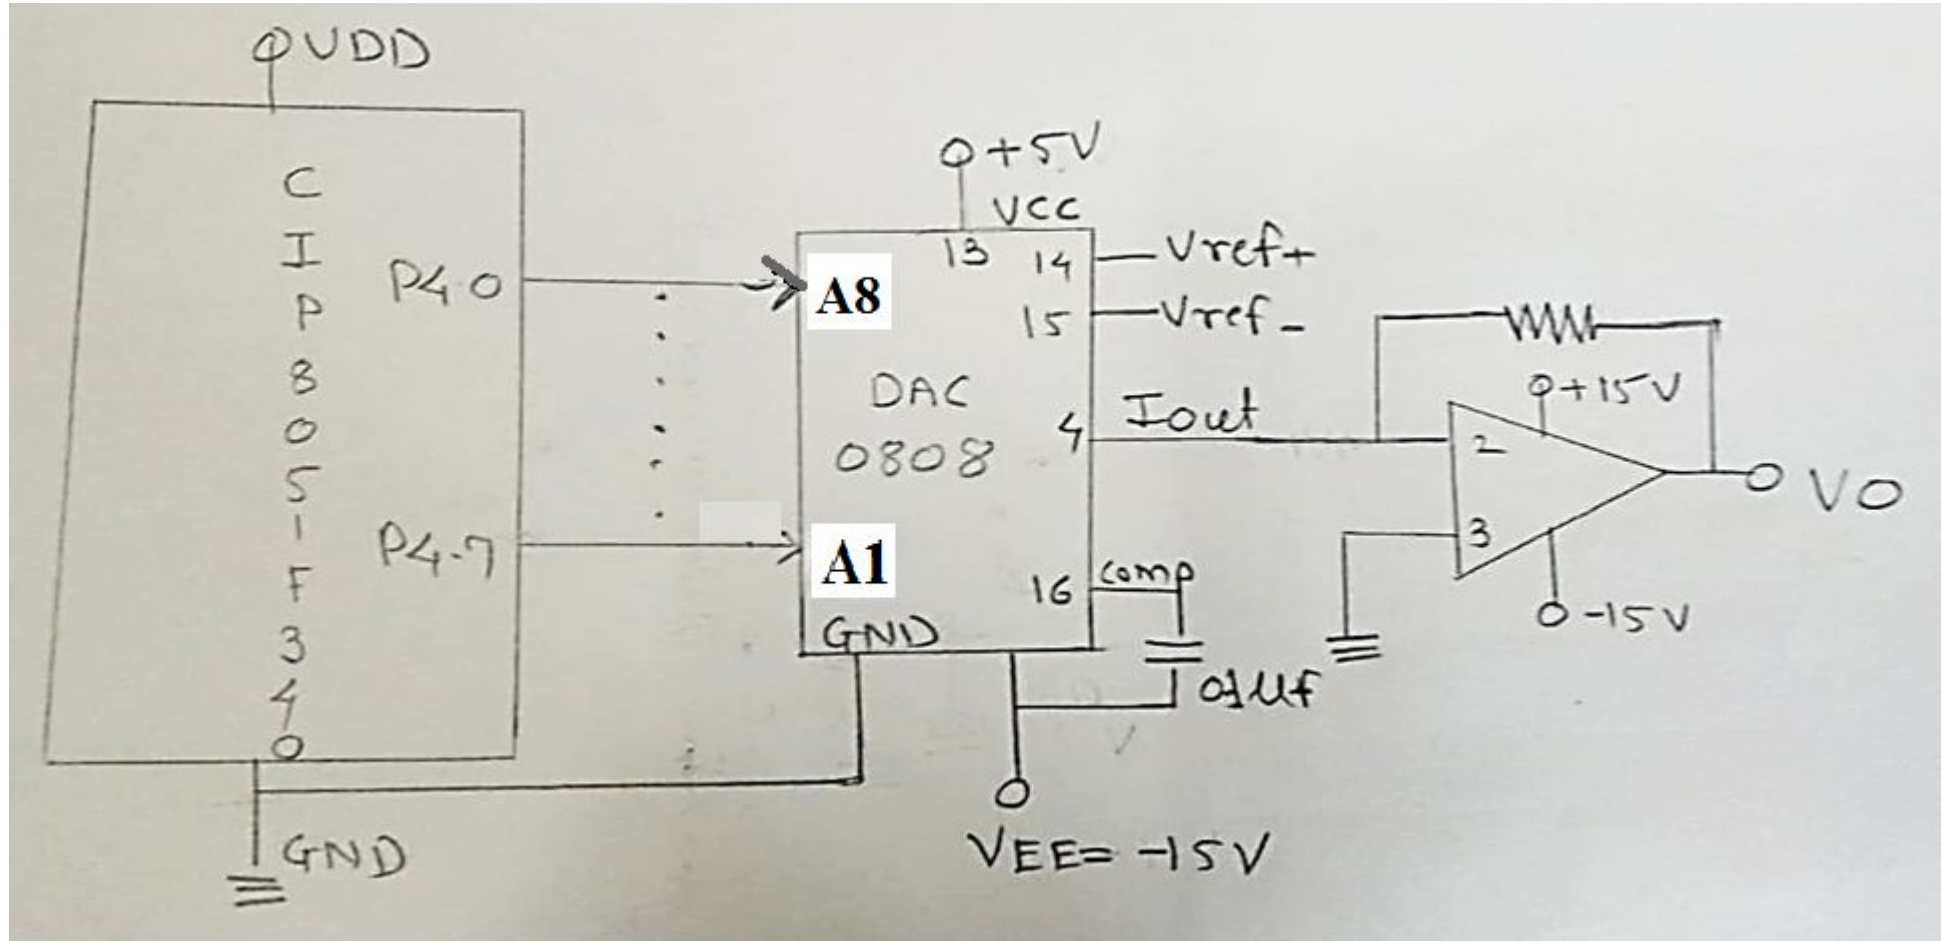 VDD
C
I
P
8
0
5
1
F
3
4
0
P4.0
P4.7
GND
A8
A1
+5V
VCC
13
14
Vref+
15
Vref-
DAC
0808
4
Iout
16
comp
GND
01Uf
VEE= -15V
2
3
+15V
-15V
VO